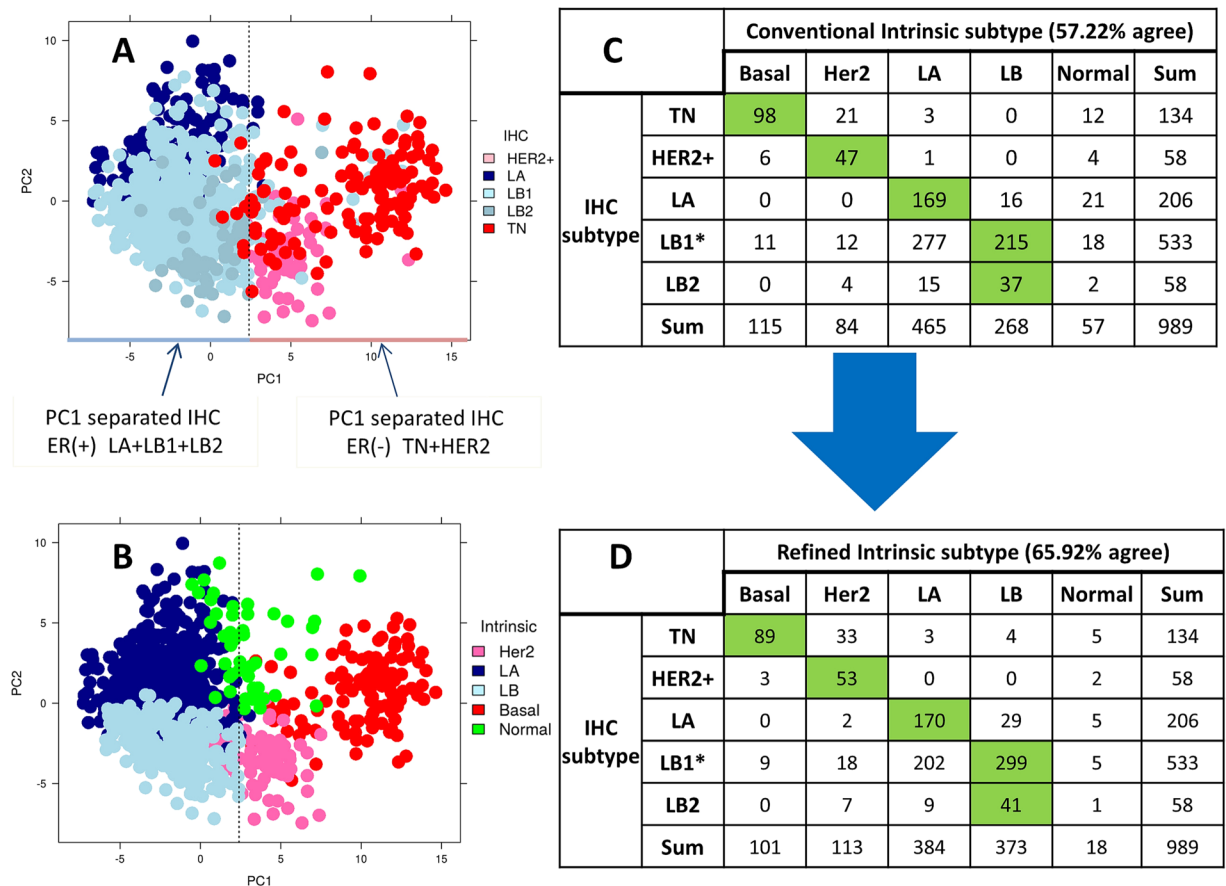 A
10
5
0
-5
PC2
-5 0 5 10 15
PC1
IHC
HER2+
LA
LB1
LB2
TN
PC1 separated IHC
ER(+) LA+LB1+LB2
PC1 separated IHC
ER(-) TN+HER2
B
10
5
0
-5
PC2
-5 0 5 10 15
PC1
Intrinsic
Her2
LA
LB
Basal
Normal
C
Conventional Intrinsic subtype (57.22% agree)
Basal Her2 LA LB Normal Sum
IHC
subtype
TN 98 21 3 0 12 134
HER2+ 6 47 1 0 4 58
LA 0 0 169 16 21 206
LB1* 11 12 277 215 18 533
LB2 0 4 15 37 2 58
Sum 115 84 465 268 57 989
D
Refined Intrinsic subtype (65.92% agree)
Basal Her2 LA LB Normal Sum
IHC
subtype
TN 89 33 3 4 5 134
HER2+ 3 53 0 0 2 58
LA 0 2 170 29 5 206
LB1* 9 18 202 299 5 533
LB2 0 7 9 41 1 58
Sum 101 113 384 373 18 989